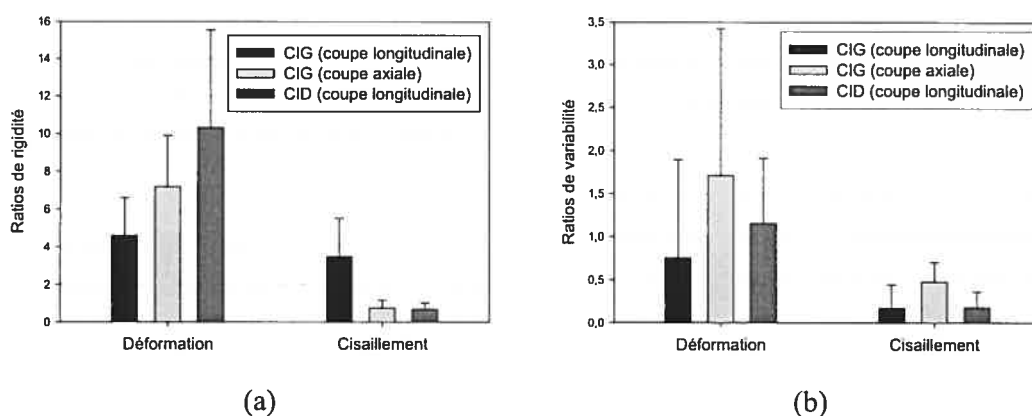 16
14
12
10
8
6
4
2
0
Ratios de rigidité
CIG (coupe longitudinale)
CIG (coupe axiale)
CID (coupe longitudinale)
Déformation
Cisaillement
(a)
3,5
3,0
2,5
2,0
1,5
1,0
0,5
0,0
Ratios de variabilité
CIG (coupe longitudinale)
CIG (coupe axiale)
CID (coupe longitudinale)
Déformation
Cisaillement
(b)